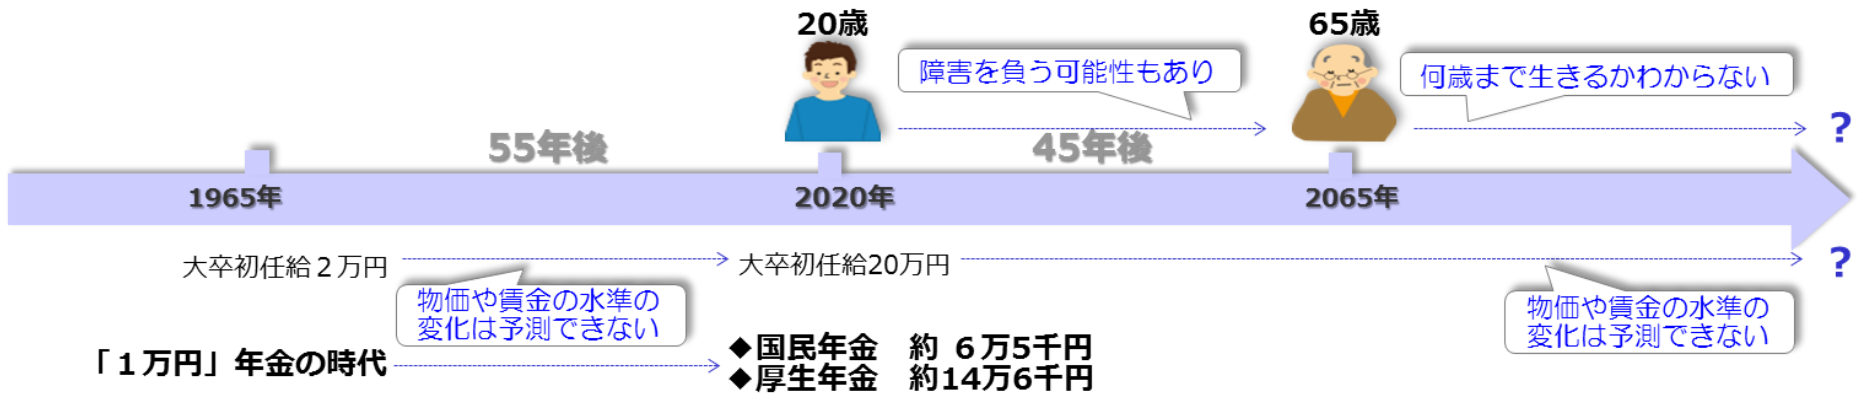 20歳
65歳
障害を負う可能性もあり
何歳まで生きるかわからない
?
55年後
45年後
1965年
2020年
2065年
大卒初任給２万円
大卒初任給20万円
?
物価や賃金の水準の
変化は予測できない
物価や賃金の水準の
変化は予測できない
「１万円」年金の時代
◆国民年金　約 ６万5千円
◆厚生年金　約14万6千円